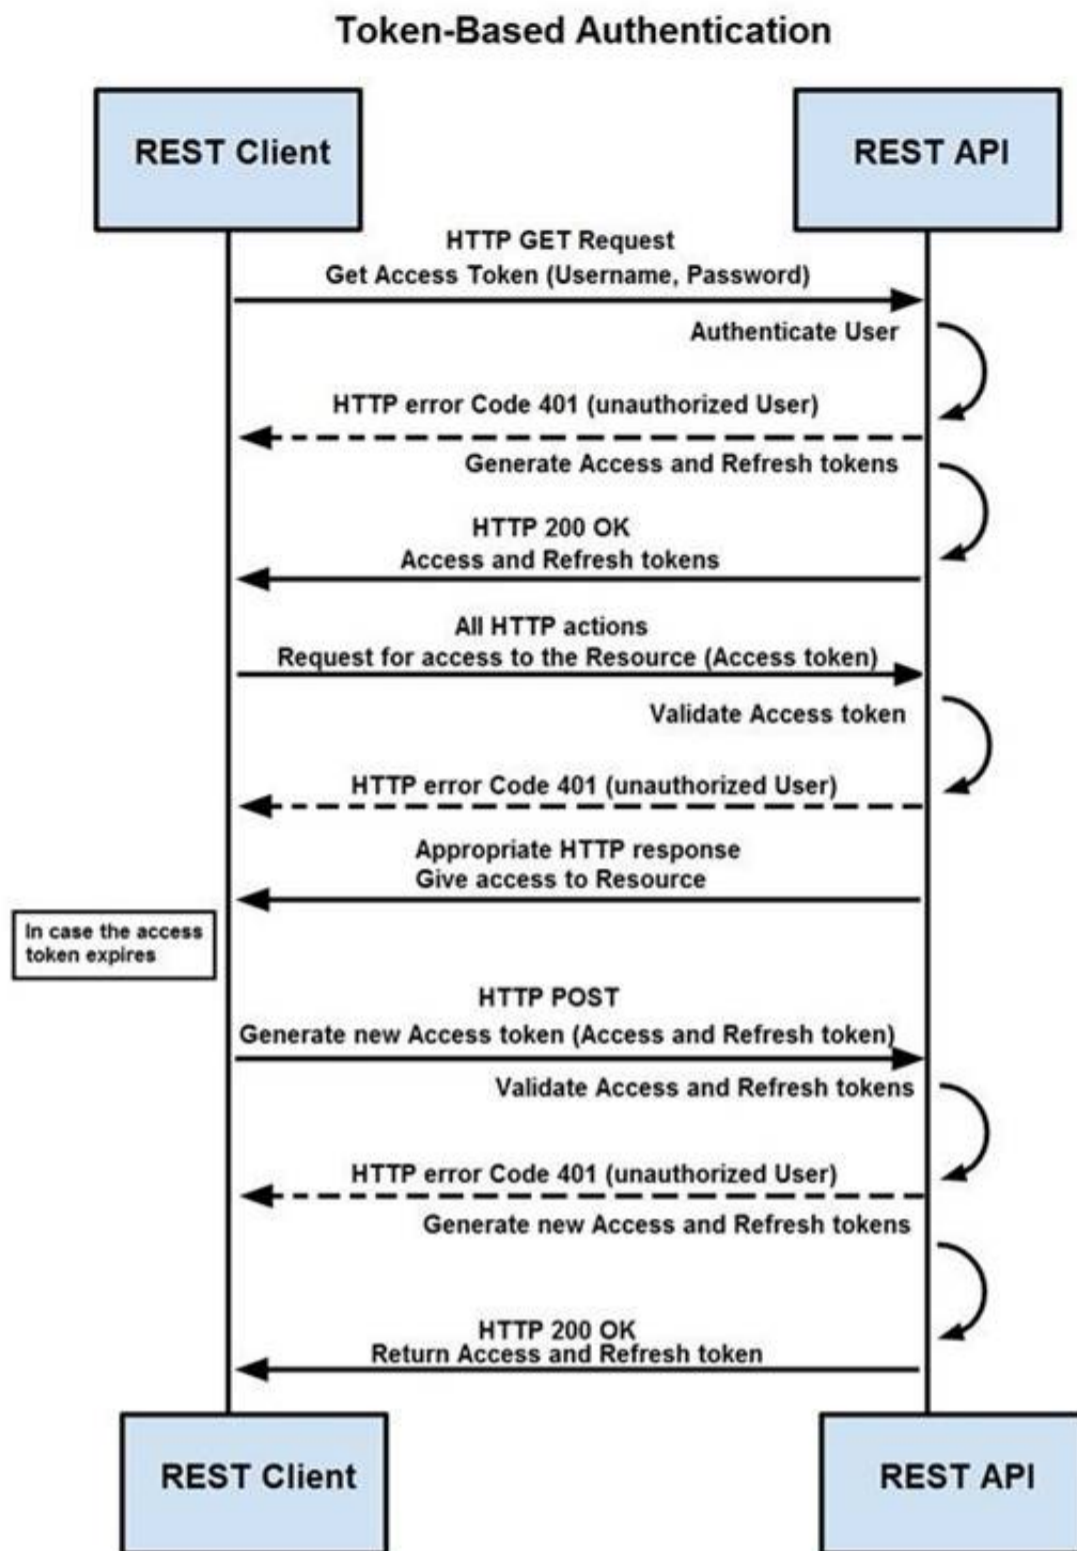 Token-Based Authentication
REST Client
REST API
HTTP GET Request
Get Access Token (Username, Password)
Authenticate User
HTTP error Code 401 (unauthorized User)
Generate Access and Refresh tokens
HTTP 200 OK
Access and Refresh tokens
All HTTP actions
Request for access to the Resource (Access token)
Validate Access token
HTTP error Code 401 (unauthorized User)
Appropriate HTTP response
Give access to Resource
In case the access
token expires
HTTP POST
Generate new Access token (Access and Refresh token)
Validate Access and Refresh tokens
HTTP error Code 401 (unauthorized User)
Generate new Access and Refresh tokens
HTTP 200 OK
Return Access and Refresh token
REST Client
REST API